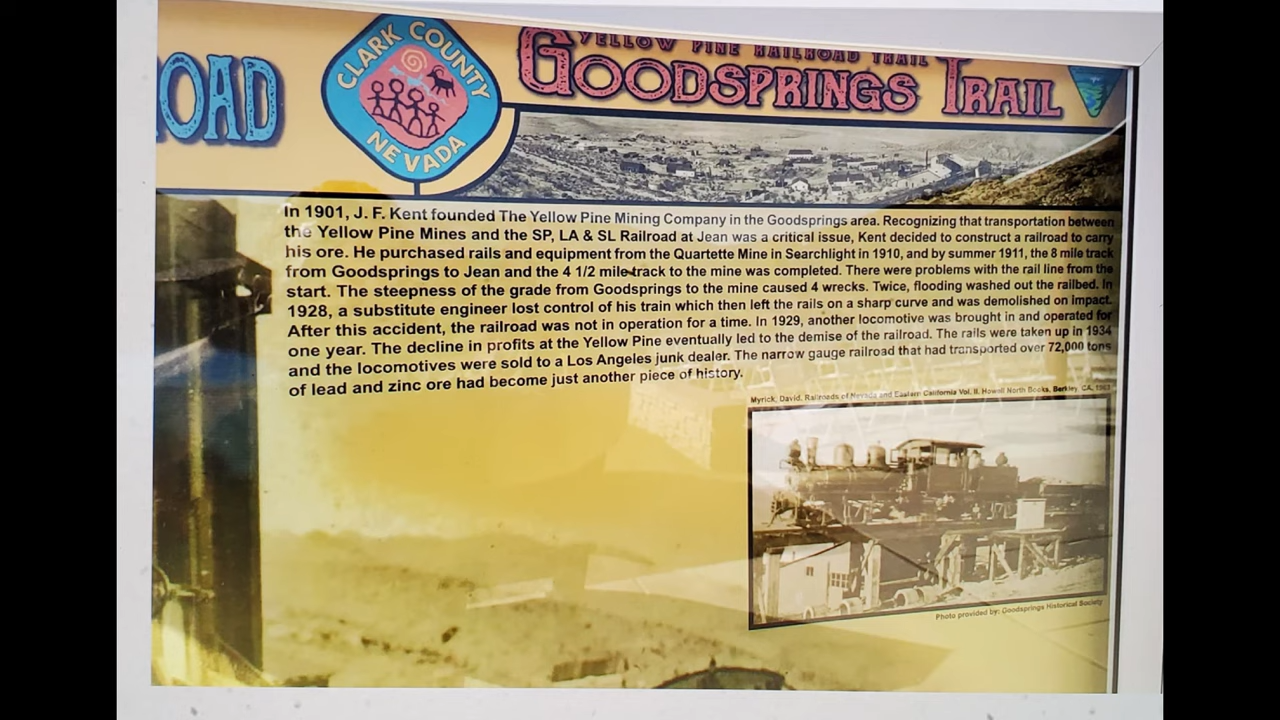 OAD
CLARK COUNTY
NEVADA
YELLOW PINE RAILROAD TRAIL
GOODSPRINGS TRAIL
In 1901, J. F. Kent founded The Yellow Pine Mining Company in the Goodsprings area. Recognizing that transportation between
the Yellow Pine Mines and the SP, LA & SL Railroad at Jean was a critical issue, Kent decided to construct a railroad to carry
his ore. He purchased rails and equipment from the Quartette Mine in Searchlight in 1910, and by summer 1911, the 8 mile track
from Goodsprings to Jean and the 4 1/2 mile track to the mine was completed. There were problems with the rail line from the
start. The steepness of the grade from Goodsprings to the mine caused 4 wrecks. Twice, flooding washed out the railbed. In
1928, a substitute engineer lost control of his train which then left the rails on a sharp curve and was demolished on impact.
After this accident, the railroad was not in operation for a time. In 1929, another locomotive was brought in and operated for
one year. The decline in profits at the Yellow Pine eventually led to the demise of the railroad. The rails were taken up in 1934
and the locomotives were sold to a Los Angeles junk dealer. The narrow gauge railroad that had transported over 72,000 tons
of lead and zinc ore had become just another piece of history.
Myrick, David. Railroads of Nevada and Eastern California Vol. II. Howell North Books, Berkley, CA, 1963
Photo provided by: Goodsprings Historical Society